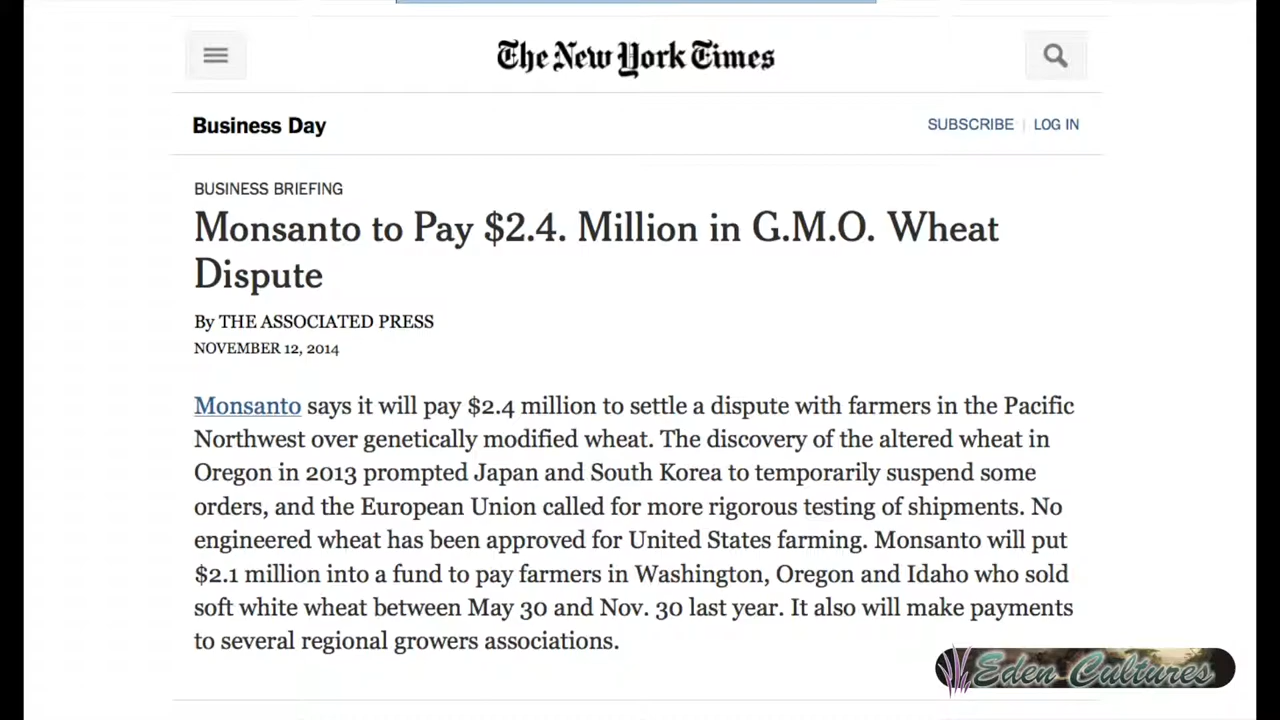 The New York Times
Business Day
SUBSCRIBE | LOG IN
BUSINESS BRIEFING
Monsanto to Pay $2.4. Million in G.M.O. Wheat
Dispute
By THE ASSOCIATED PRESS
NOVEMBER 12, 2014
Monsanto says it will pay $2.4 million to settle a dispute with farmers in the Pacific
Northwest over genetically modified wheat. The discovery of the altered wheat in
Oregon in 2013 prompted Japan and South Korea to temporarily suspend some
orders, and the European Union called for more rigorous testing of shipments. No
engineered wheat has been approved for United States farming. Monsanto will put
$2.1 million into a fund to pay farmers in Washington, Oregon and Idaho who sold
soft white wheat between May 30 and Nov. 30 last year. It also will make payments
to several regional growers associations.
Eden Cultures